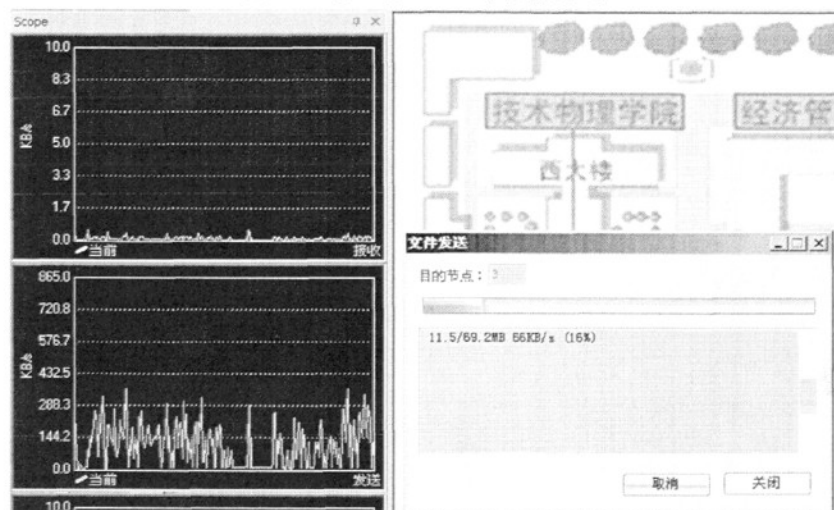 Scope
10.0
8.3
6.7
5.0
3.3
1.7
0.0
KB/s
当前
接收
865.0
720.8
576.7
432.5
288.3
144.2
0.0
KB/s
当前
发送
10.0
技术物理学院
经济管
西大楼
文件发送
目的节点： 3
11.5/69.2MB 66KB/s (16%)
取消
关闭